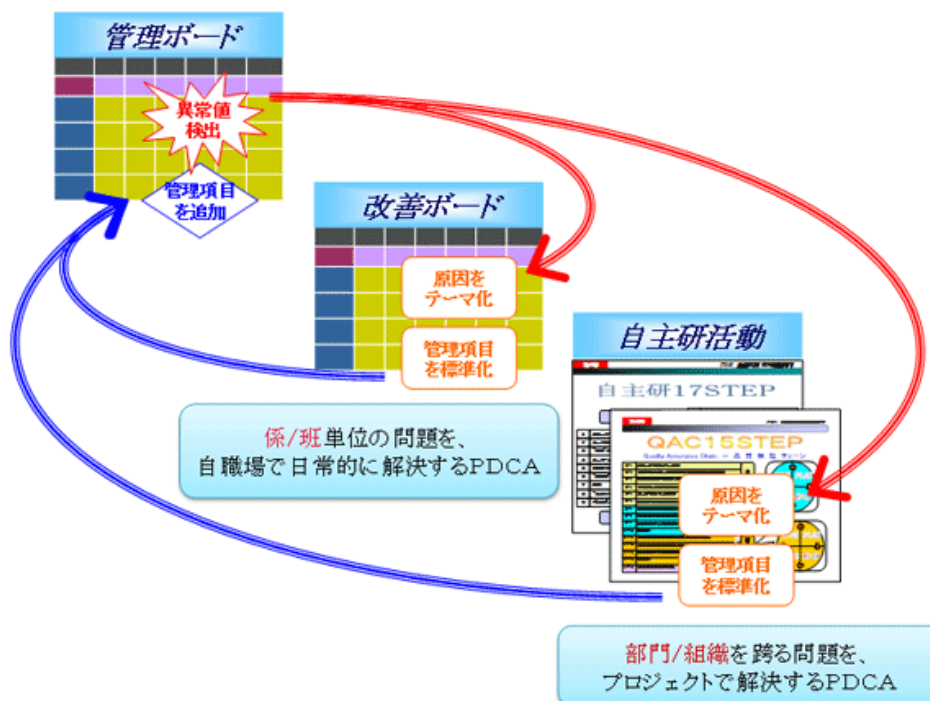 管理ボード
異常値
検出
管理項目
を追加
改善ボード
原因を
テーマ化
管理項目
を標準化
係/班単位の問題を、
自職場で日常的に解決するPDCA
自主研活動
自主研17STEP
QAC15STEP
Quality Assurance Chain
原因を
テーマ化
管理項目
を標準化
部門/組織を跨る問題を、
プロジェクトで解決するPDCA